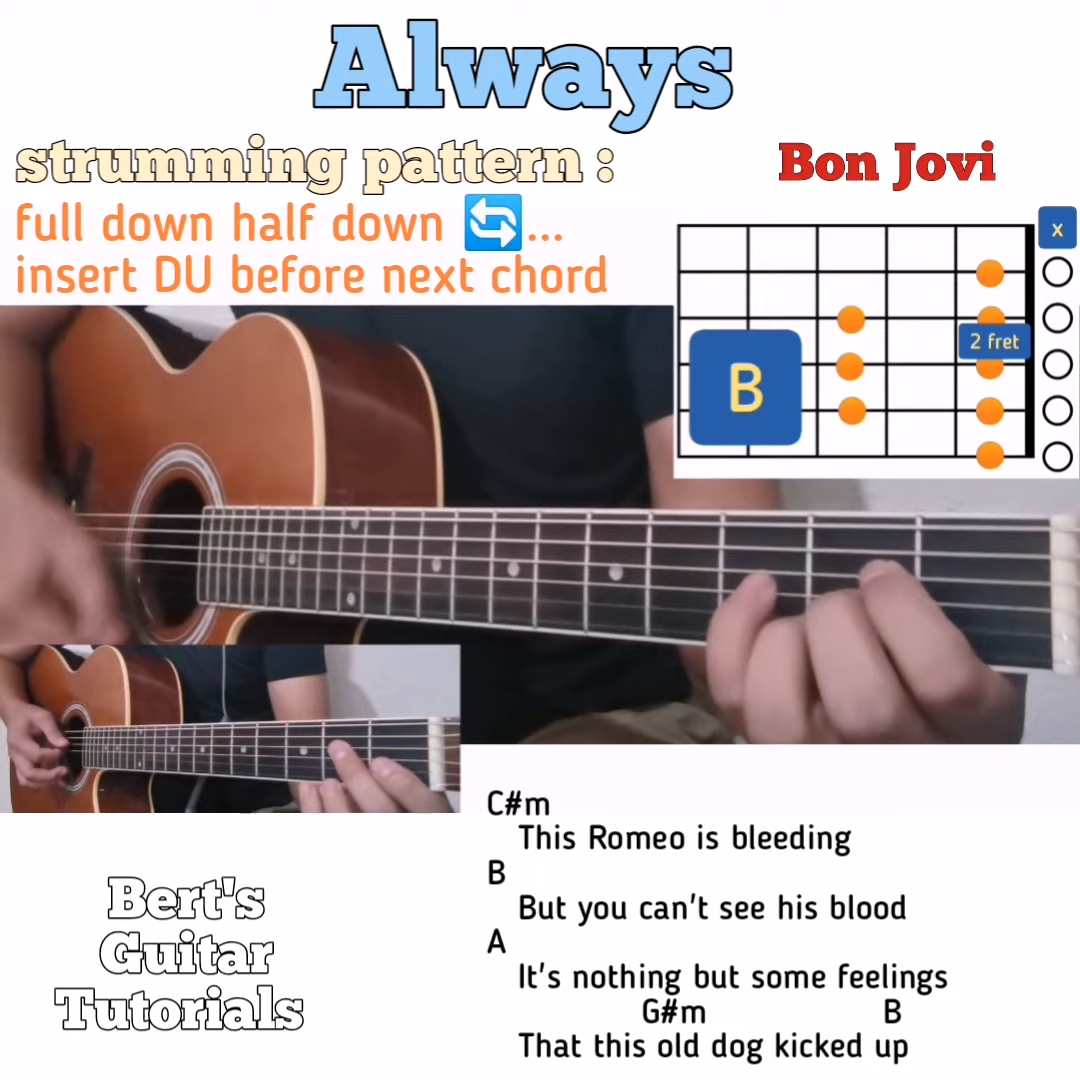 Always
strumming pattern :
Bon Jovi
full down half down 🔄...
insert DU before next chord
x
2 fret
B
C#m
This Romeo is bleeding
B
But you can't see his blood
A
It's nothing but some feelings
G#m B
That this old dog kicked up
Bert's
Guitar
Tutorials